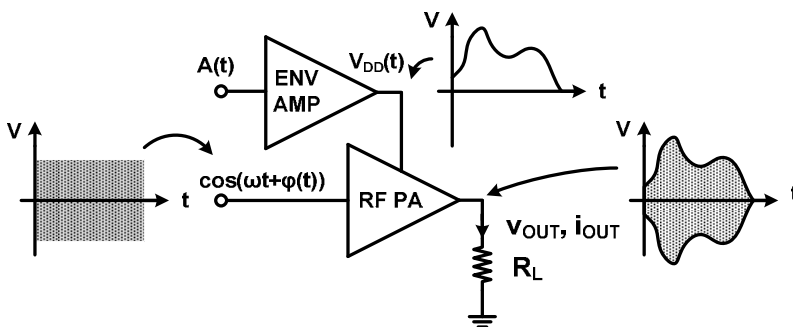 V
A(t)
ENV
AMP
V_DD(t)
t
V
t
cos(ωt+φ(t))
RF PA
v_OUT, i_OUT
R_L
V
t